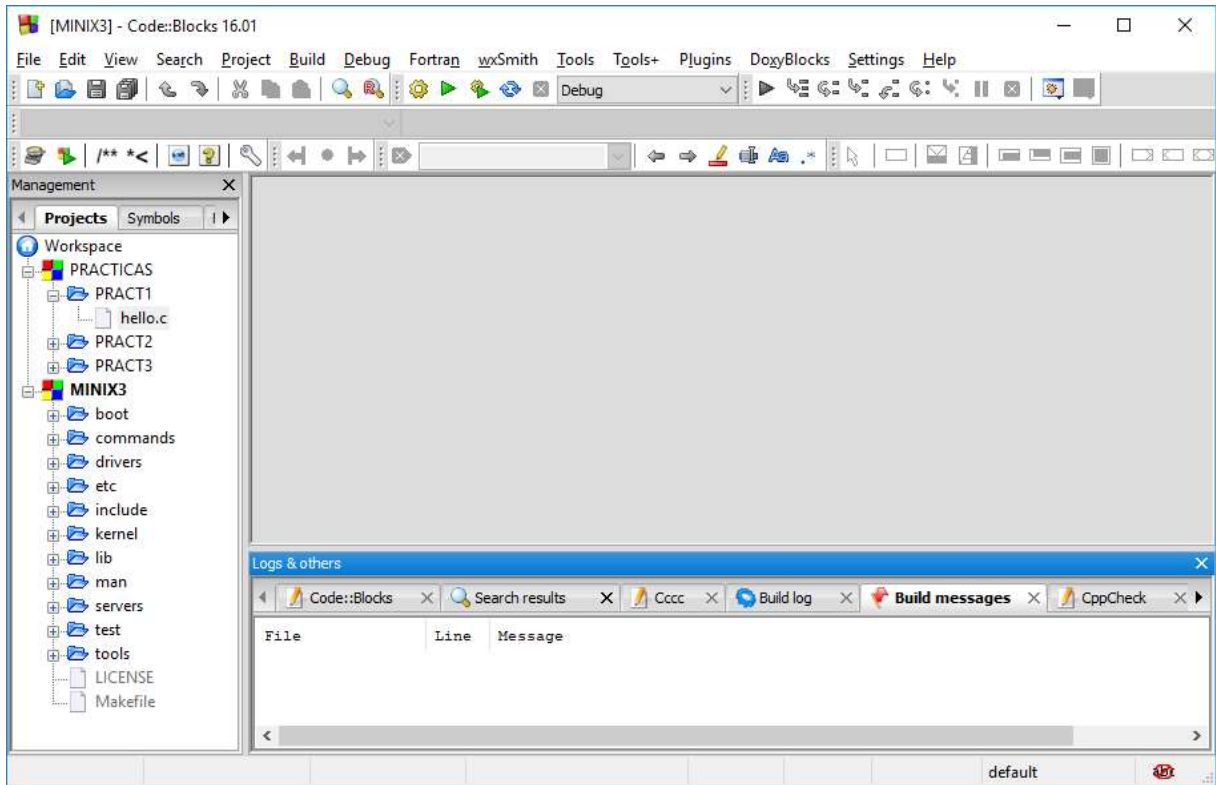 [MINIX3] - Code::Blocks 16.01
File Edit View Search Project Build Debug Fortran wxSmith Tools Tools+ Plugins DoxyBlocks Settings Help
Debug
/** *<
Aa .*
Management
Projects Symbols
Workspace
PRACTICAS
PRACT1
hello.c
PRACT2
PRACT3
MINIX3
boot
commands
drivers
etc
include
kernel
lib
man
servers
test
tools
LICENSE
Makefile
Logs & others
Code::Blocks Search results Cccc Build log Build messages CppCheck
File Line Message
default